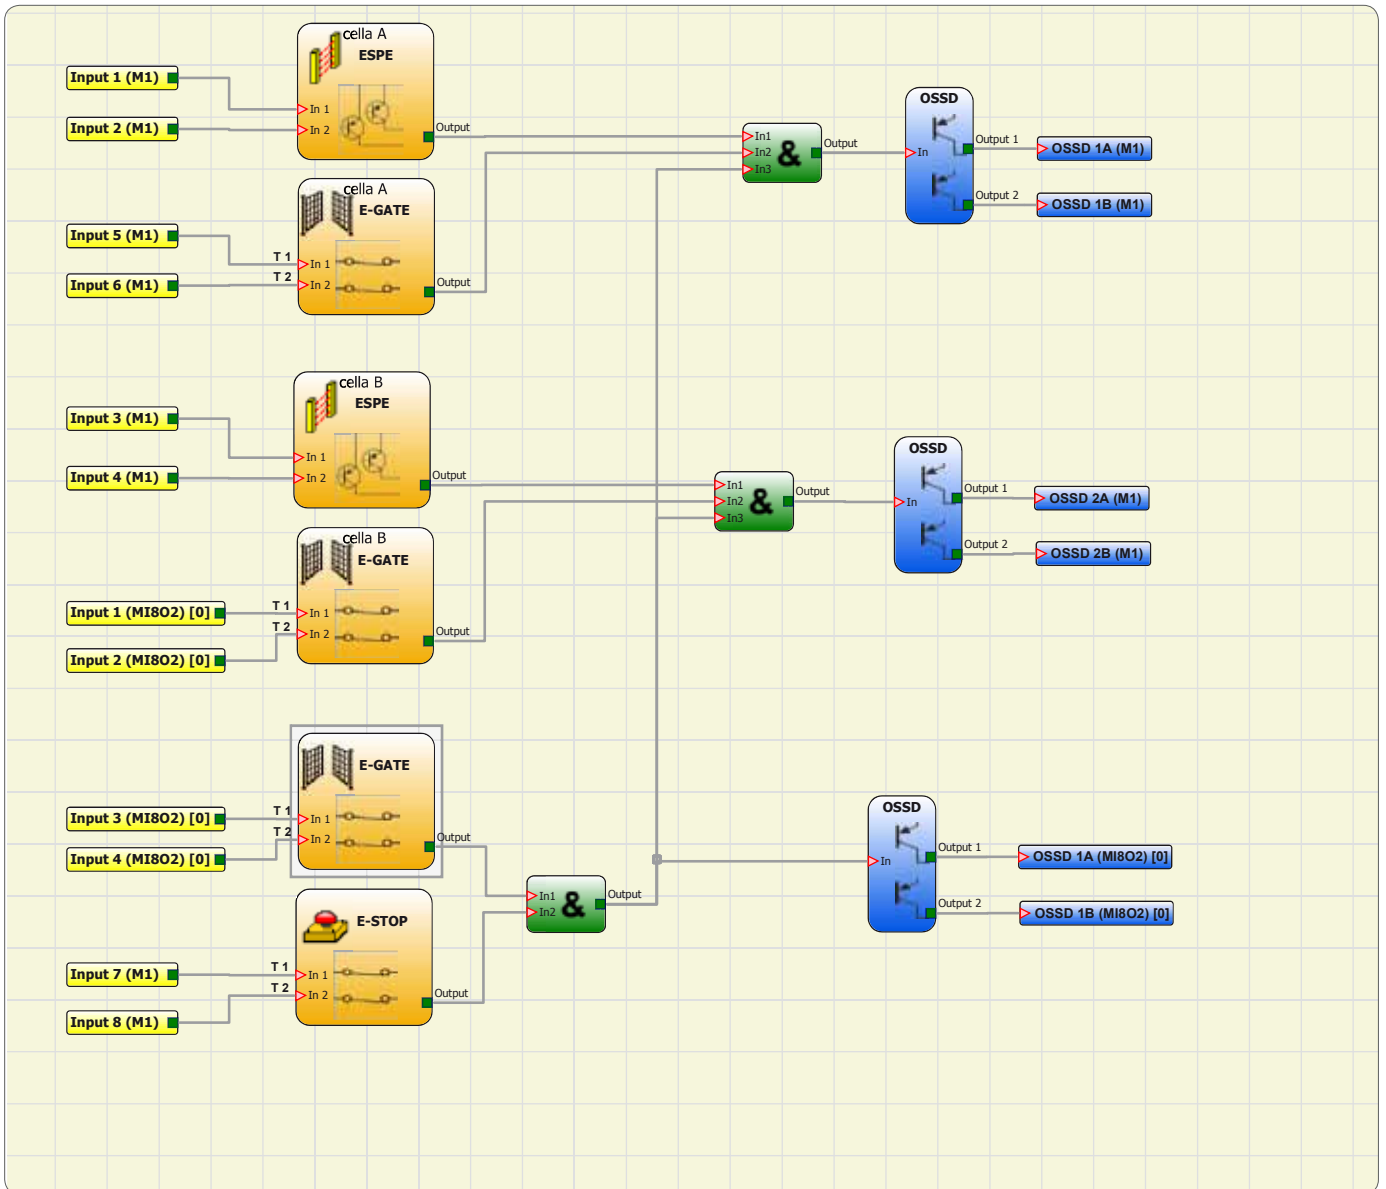 cella A
ESPE
Input 1 (M1)
In 1
Input 2 (M1)
In 2
Output
cella A
E-GATE
Input 5 (M1)
T 1
In 1
Input 6 (M1)
T 2
In 2
Output
In1
In2
In3
&
Output
OSSD
In
Output 1
OSSD 1A (M1)
Output 2
OSSD 1B (M1)
cella B
ESPE
Input 3 (M1)
In 1
Input 4 (M1)
In 2
Output
cella B
E-GATE
Input 1 (MI8O2) [0]
T 1
In 1
T 2
In 2
Input 2 (MI8O2) [0]
Output
In1
In2
In3
&
Output
OSSD
In
Output 1
OSSD 2A (M1)
Output 2
OSSD 2B (M1)
E-GATE
Input 3 (MI8O2) [0]
T 1
In 1
T 2
In 2
Input 4 (MI8O2) [0]
Output
E-STOP
Input 7 (M1)
T 1
In 1
T 2
In 2
Input 8 (M1)
Output
In1
In2
&
Output
OSSD
In
Output 1
OSSD 1A (MI8O2) [0]
Output 2
OSSD 1B (MI8O2) [0]